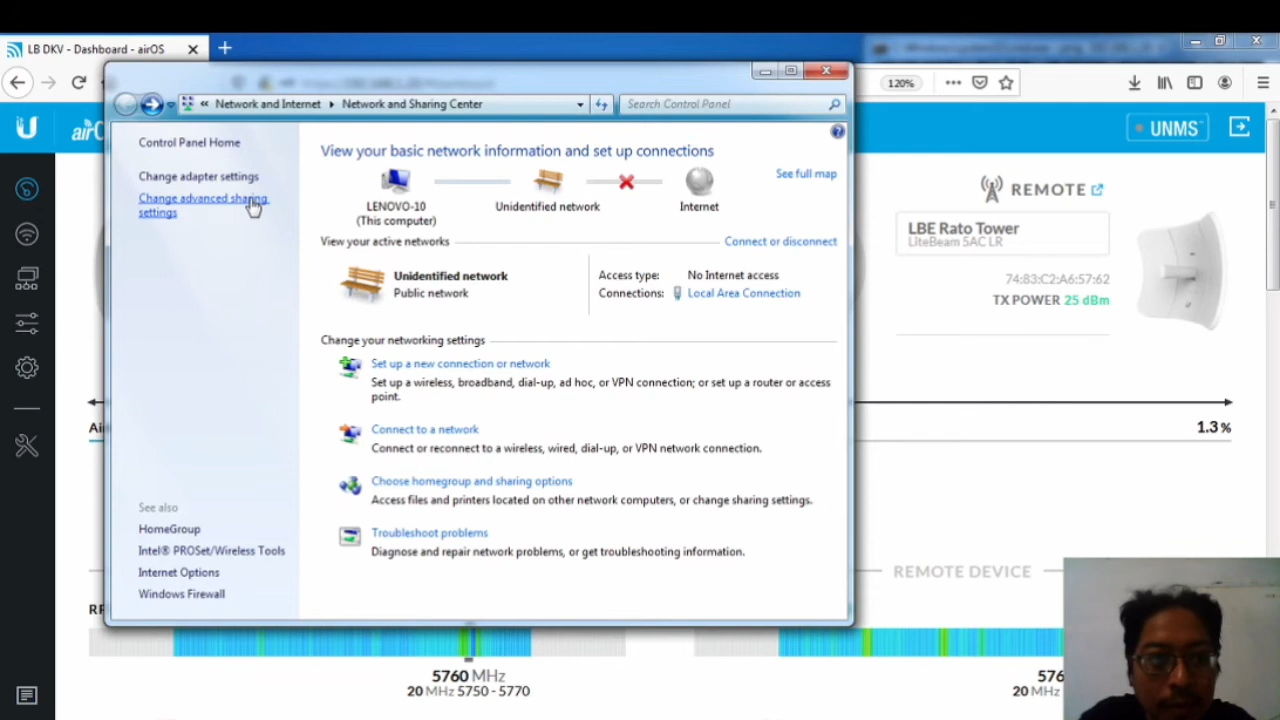 LB DKV - Dashboard - airOS
120%
Network and Internet
Network and Sharing Center
Search Control Panel
UNMS
Control Panel Home
Change adapter settings
Change advanced sharing
settings
See also
HomeGroup
Intel® PROSet/Wireless Tools
Internet Options
Windows Firewall
View your basic network information and set up connections
See full map
LENOVO-10
(This computer)
Unidentified network
Internet
View your active networks
Connect or disconnect
Unidentified network
Public network
Access type: No Internet access
Connections: Local Area Connection
Change your networking settings
Set up a new connection or network
Set up a wireless, broadband, dial-up, ad hoc, or VPN connection; or set up a router or access
point.
Connect to a network
Connect or reconnect to a wireless, wired, dial-up, or VPN network connection.
Choose homegroup and sharing options
Access files and printers located on other network computers, or change sharing settings.
Troubleshoot problems
Diagnose and repair network problems, or get troubleshooting information.
REMOTE
LBE Rato Tower
LiteBeam 5AC LR
74:83:C2:A6:57:62
TX POWER 25 dBm
1.3 %
REMOTE DEVICE
5760 MHz
20 MHz 5750 - 5770
20 MHz